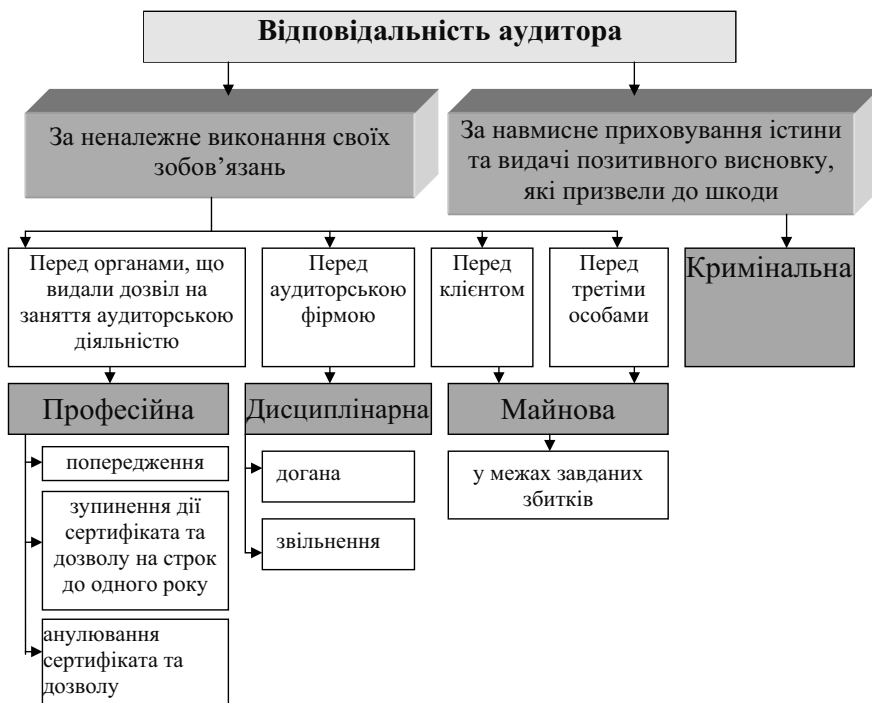 Відповідальність аудитора
За неналежне виконання своїх
зобов’язань
За навмисне приховування істини
та видачі позитивного висновку,
які призвели до шкоди
Перед органами, що
видали дозвіл на
заняття аудиторською
діяльністю
Перед
аудиторською
фірмою
Перед
клієнтом
Перед
третіми
особами
Кримінальна
Професійна
Дисциплінарна
Майнова
попередження
зупинення дії
сертифіката та
дозволу на строк
до одного року
анулювання
сертифіката та
дозволу
догана
звільнення
у межах завданих
збитків